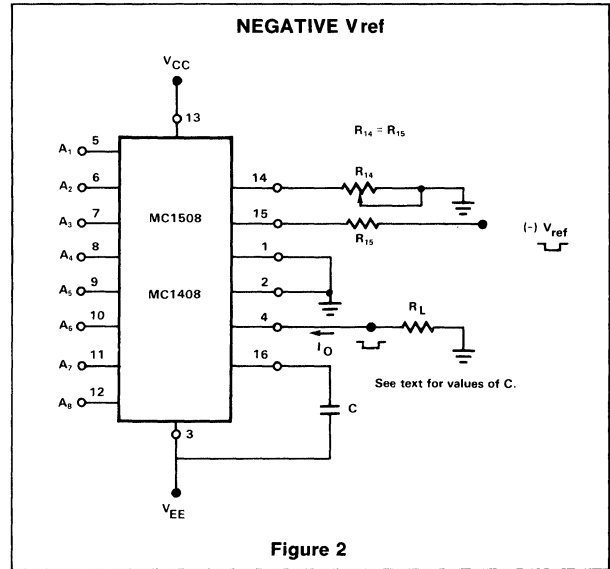 NEGATIVE Vref
VCC
13
R14 = R15
A1 5
A2 6
A3 7
A4 8
A5 9
A6 10
A7 11
A8 12
MC1508
MC1408
14
R14
15
R15
(-) Vref
1
2
4
IO
RL
16
C
See text for values of C.
3
VEE
Figure 2